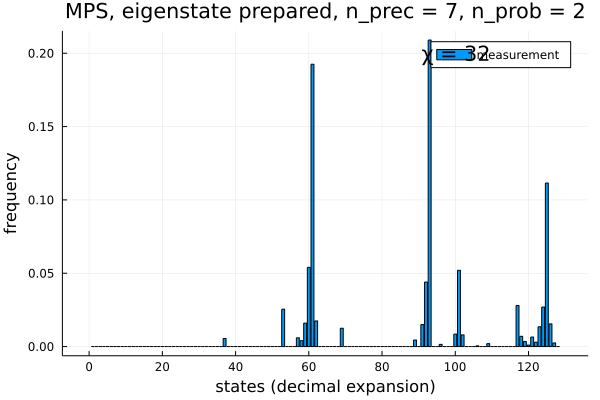 MPS, eigenstate prepared, n_prec = 7, n_prob = 2
χ = 32
measurement
0.20
0.15
0.10
0.05
0.00
frequency
0 20 40 60 80 100 120
states (decimal expansion)